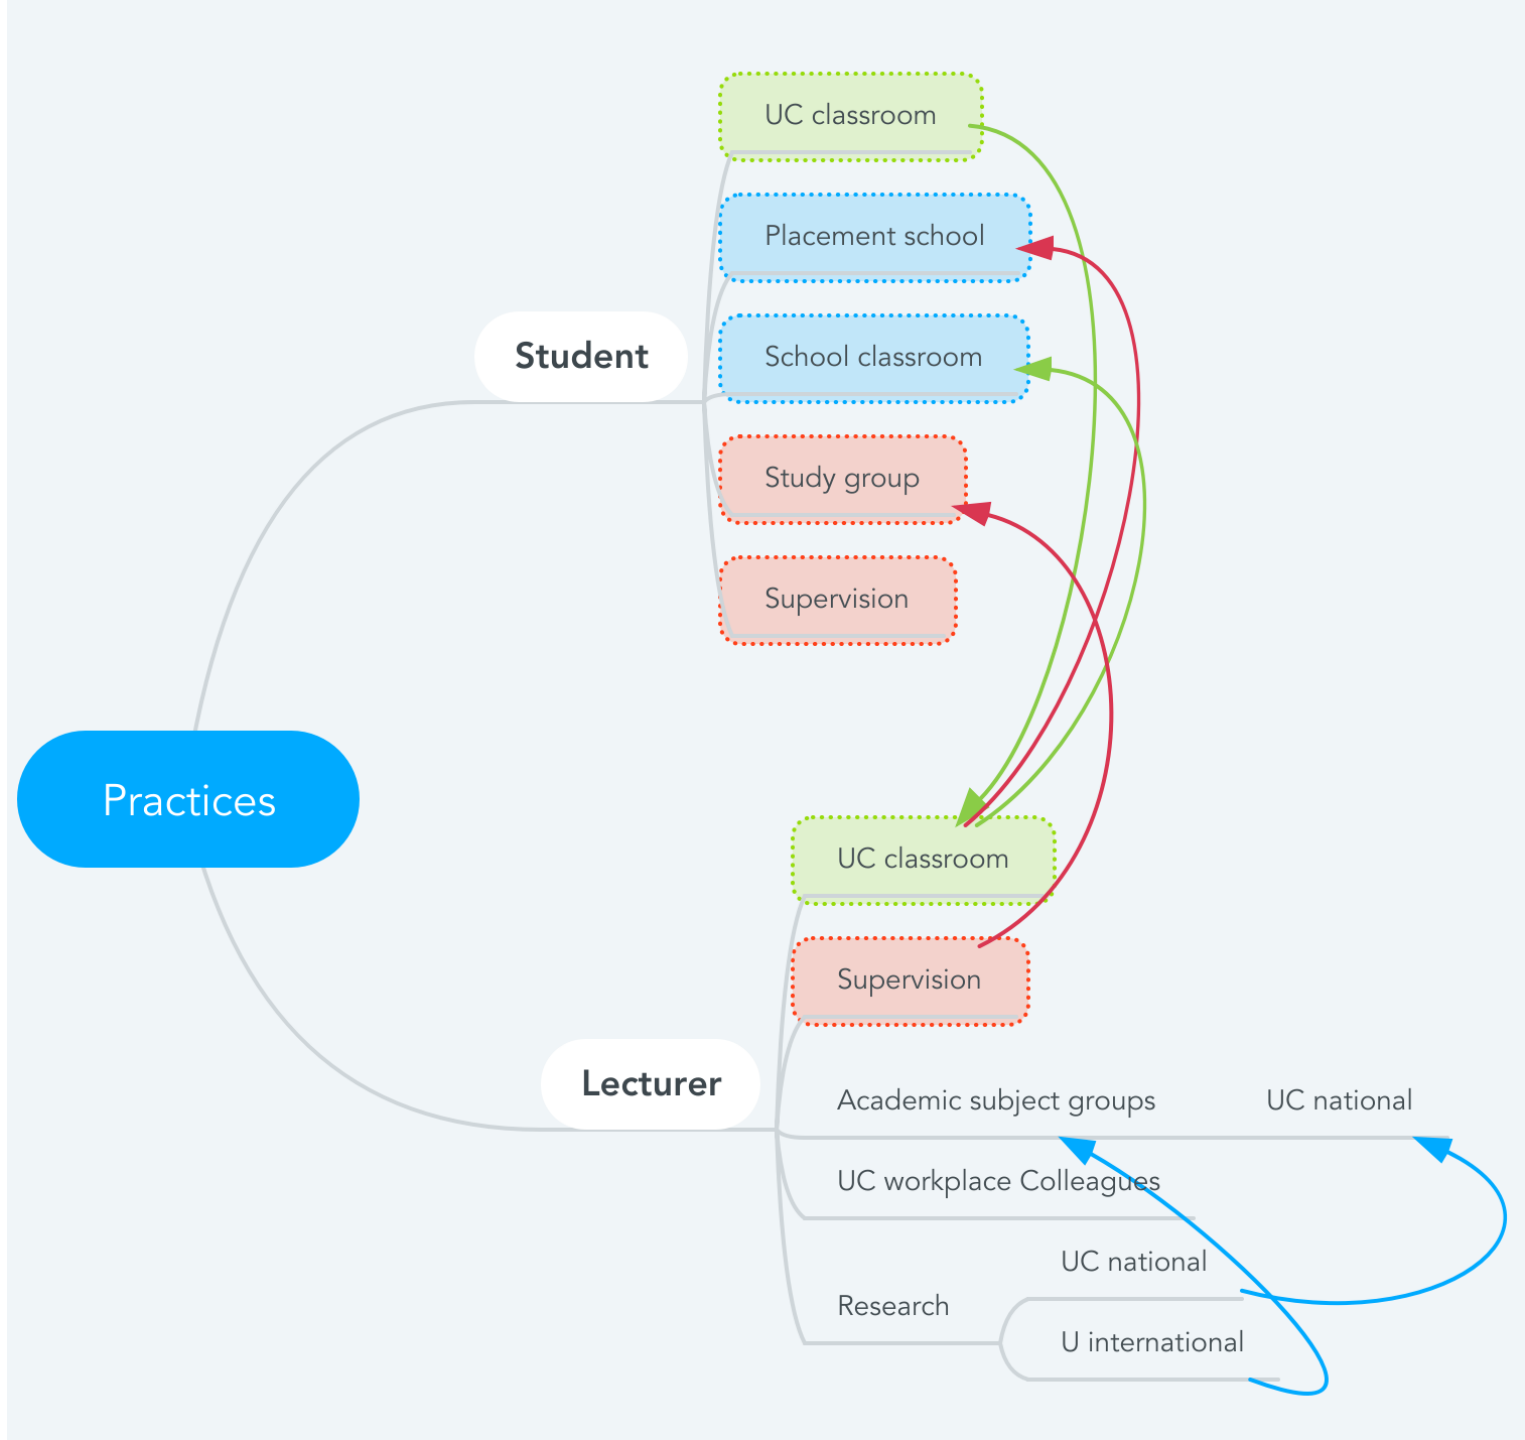 UC classroom
Placement school
Student
School classroom
Study group
Supervision
Practices
UC classroom
Supervision
Lecturer
Academic subject groups
UC national
UC workplace Colleagues
UC national
Research
U international